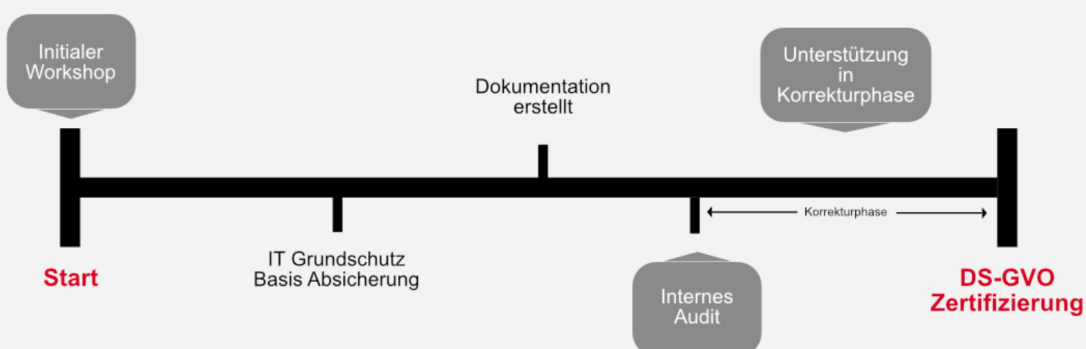 Initialer
Workshop
Unterstützung
in
Korrekturphase
Dokumentation
erstellt
Korrekturphase
Start
IT Grundschutz
Basis Absicherung
Internes
Audit
DS-GVO
Zertifizierung